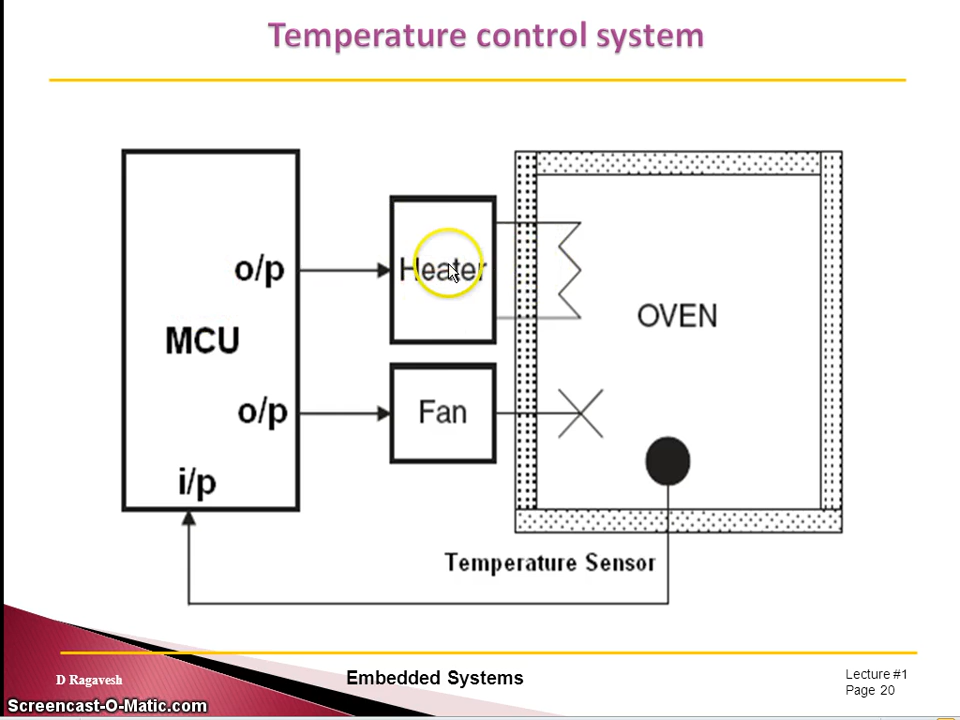 Temperature control system
o/p
Heater
MCU
OVEN
o/p
Fan
i/p
Temperature Sensor
D Ragavesh
Embedded Systems
Lecture #1
Page 20
Screencast-O-Matic.com